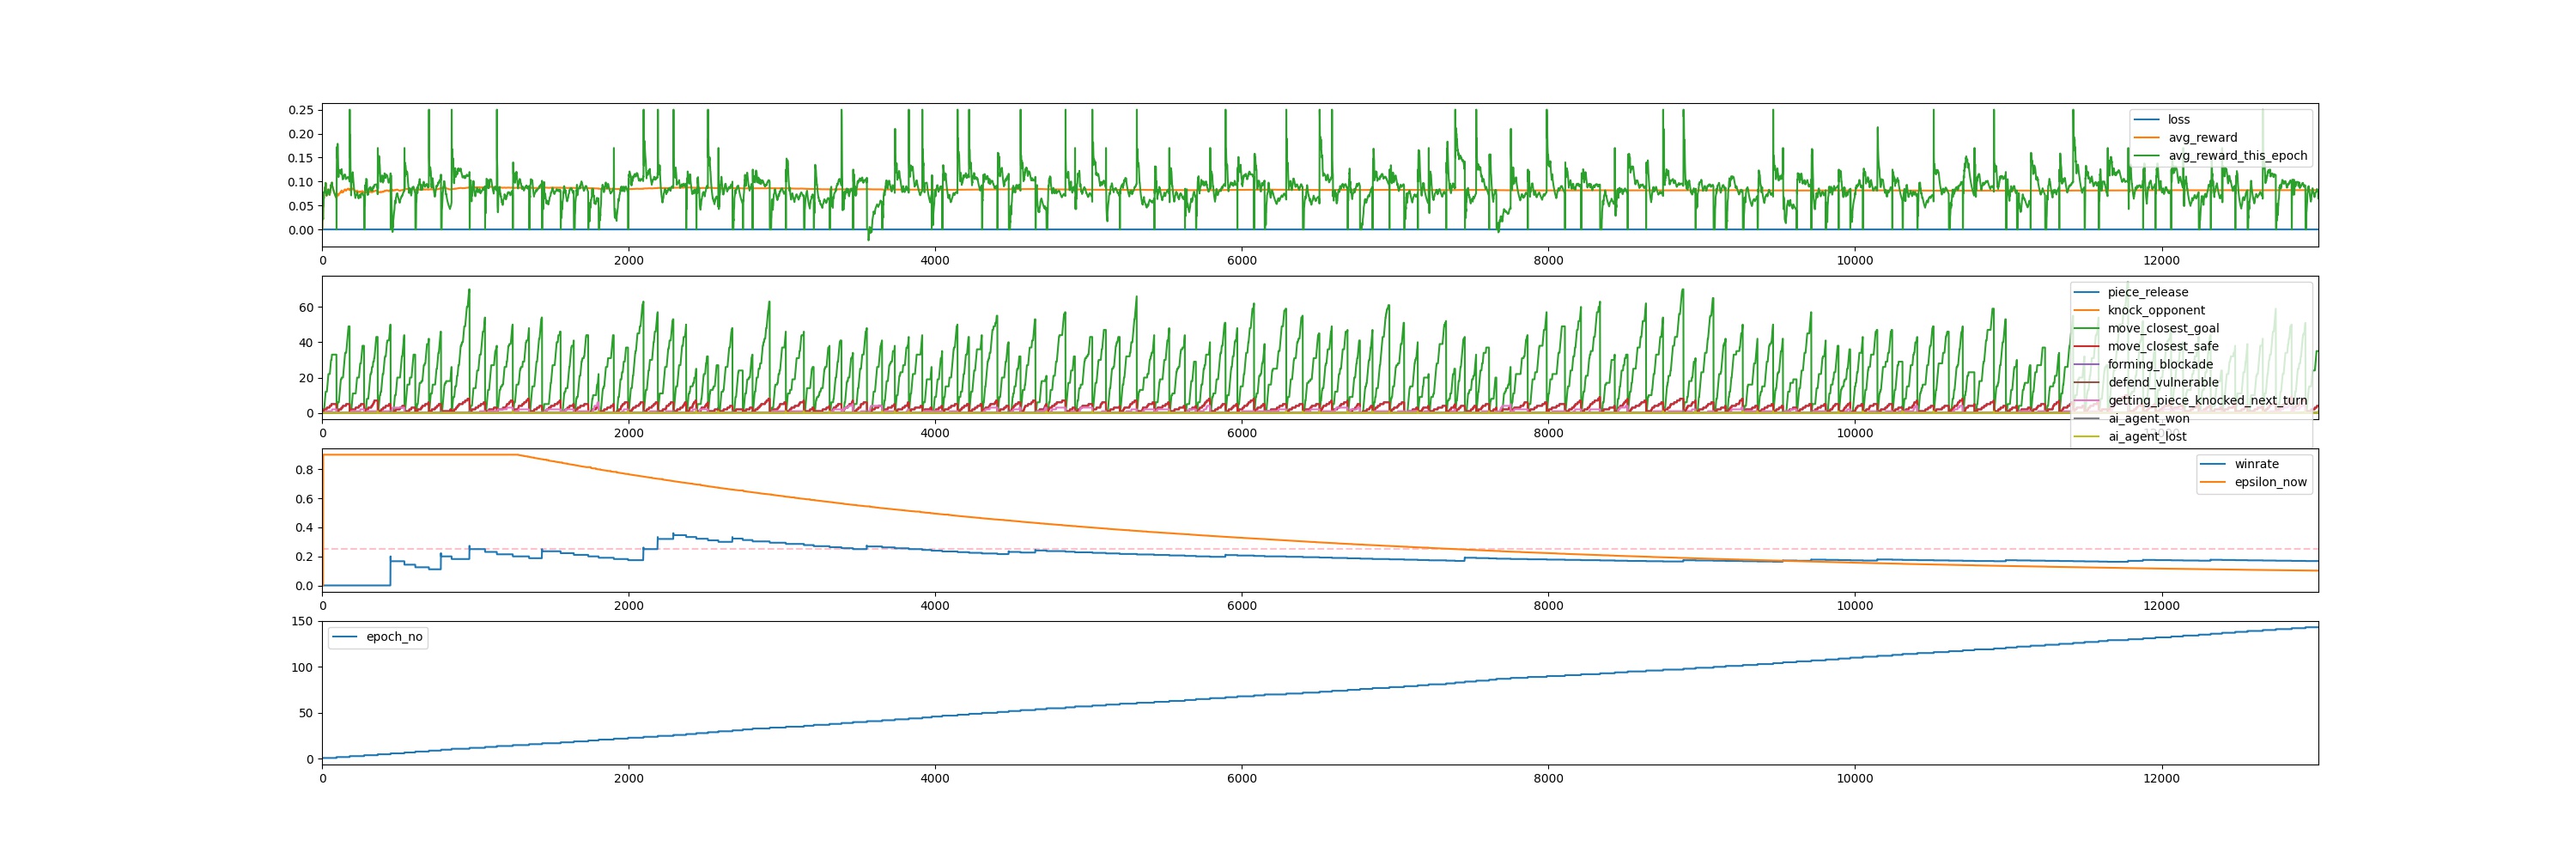 0.25
0.20
0.15
0.10
0.05
0.00
loss
avg_reward
avg_reward_this_epoch
0 2000 4000 6000 8000 10000 12000
60
40
20
0
piece_release
knock_opponent
move_closest_goal
move_closest_safe
forming_blockade
defend_vulnerable
getting_piece_knocked_next_turn
ai_agent_won
ai_agent_lost
0 2000 4000 6000 8000 10000 12000
0.8
0.6
0.4
0.2
0.0
winrate
epsilon_now
0 2000 4000 6000 8000 10000 12000
150
100
50
0
epoch_no
0 2000 4000 6000 8000 10000 12000